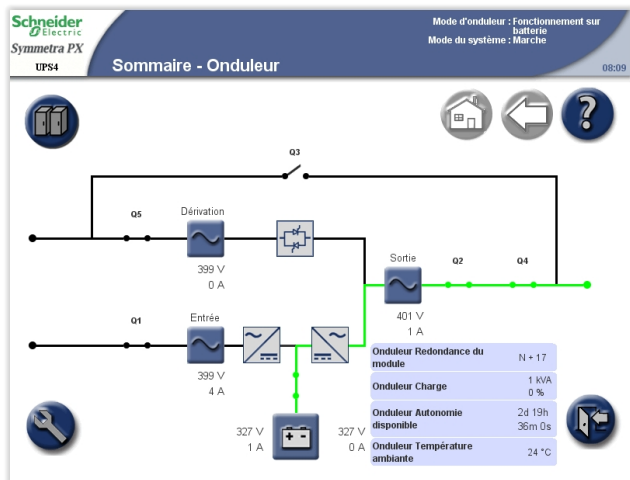 Schneider
Electric
Symmetra PX
UPS4
Sommaire - Onduleur
Mode d'onduleur : Fonctionnement sur
batterie
Mode du système : Marche
08:09
?
Q3
Q5
Dérivation
399 V
0 A
Sortie
Q2
Q4
401 V
1 A
Q1
Entrée
399 V
4 A
327 V
1 A
327 V
0 A
Onduleur Redondance du
module
N + 17
Onduleur Charge
1 kVA
0 %
Onduleur Autonomie
disponible
2d 19h
36m 0s
Onduleur Température
ambiante
24 °C